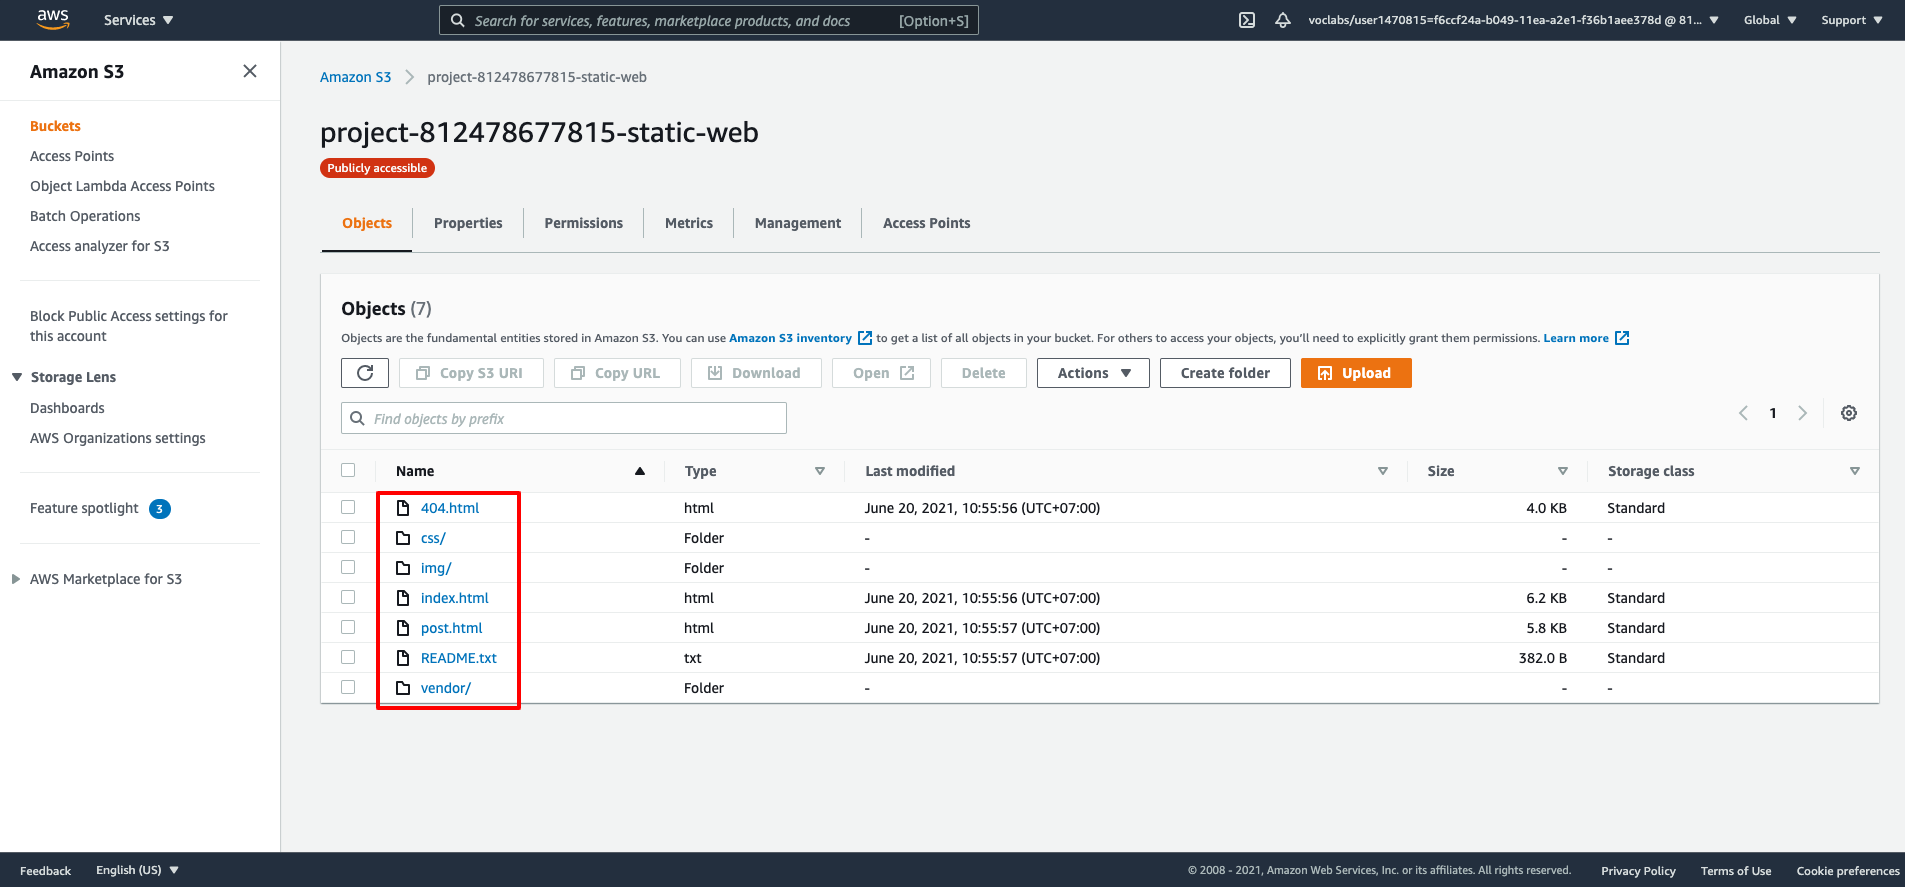 aws Services Search for services, features, marketplace products, and docs [Option+S] voclabs/user1470815=f6ccf24a-b049-11ea-a2e1-f36b1aee378d @ 81... Global Support
Amazon S3
Buckets
Access Points
Object Lambda Access Points
Batch Operations
Access analyzer for S3
Block Public Access settings for
this account
Storage Lens
Dashboards
AWS Organizations settings
Feature spotlight 3
AWS Marketplace for S3
Amazon S3 project-812478677815-static-web
project-812478677815-static-web
Publicly accessible
Objects Properties Permissions Metrics Management Access Points
Objects (7)
Objects are the fundamental entities stored in Amazon S3. You can use Amazon S3 inventory to get a list of all objects in your bucket. For others to access your objects, you'll need to explicitly grant them permissions. Learn more
Copy S3 URI Copy URL Download Open Delete Actions Create folder Upload
Find objects by prefix 1
Name Type Last modified Size Storage class
404.html html June 20, 2021, 10:55:56 (UTC+07:00) 4.0 KB Standard
css/ Folder - - -
img/ Folder - - -
index.html html June 20, 2021, 10:55:56 (UTC+07:00) 6.2 KB Standard
post.html html June 20, 2021, 10:55:57 (UTC+07:00) 5.8 KB Standard
README.txt txt June 20, 2021, 10:55:57 (UTC+07:00) 382.0 B Standard
vendor/ Folder - - -
Feedback English (US) © 2008 - 2021, Amazon Web Services, Inc. or its affiliates. All rights reserved. Privacy Policy Terms of Use Cookie preferences